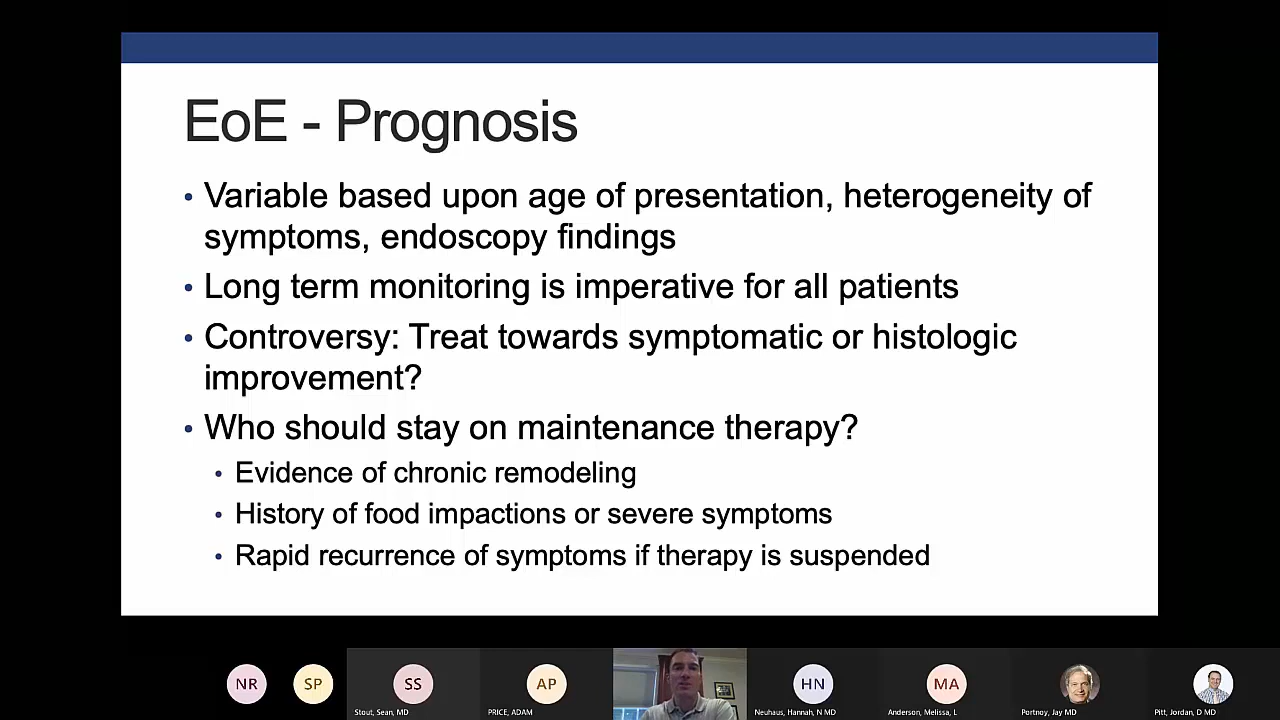 EoE - Prognosis
• Variable based upon age of presentation, heterogeneity of
symptoms, endoscopy findings
• Long term monitoring is imperative for all patients
• Controversy: Treat towards symptomatic or histologic
improvement?
• Who should stay on maintenance therapy?
• Evidence of chronic remodeling
• History of food impactions or severe symptoms
• Rapid recurrence of symptoms if therapy is suspended
NR
SP
SS
AP
HN
MA
Stout, Sean, MD
PRICE, ADAM
Neuhaus, Hannah, N MD
Anderson, Melissa, L
Portnoy, Jay MD
Pitt, Jordan, D MD